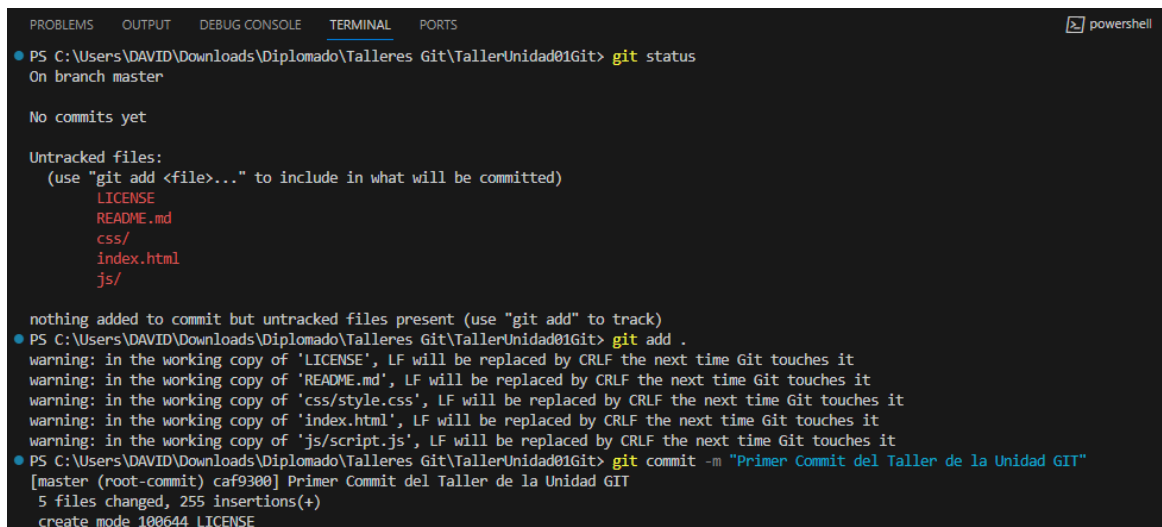 PROBLEMS OUTPUT DEBUG CONSOLE TERMINAL PORTS powershell
PS C:\Users\DAVID\Downloads\Diplomado\Talleres Git\TallerUnidad01Git> git status
On branch master
No commits yet
Untracked files:
(use "git add <file>..." to include in what will be committed)
LICENSE
README.md
css/
index.html
js/
nothing added to commit but untracked files present (use "git add" to track)
PS C:\Users\DAVID\Downloads\Diplomado\Talleres Git\TallerUnidad01Git> git add .
warning: in the working copy of 'LICENSE', LF will be replaced by CRLF the next time Git touches it
warning: in the working copy of 'README.md', LF will be replaced by CRLF the next time Git touches it
warning: in the working copy of 'css/style.css', LF will be replaced by CRLF the next time Git touches it
warning: in the working copy of 'index.html', LF will be replaced by CRLF the next time Git touches it
warning: in the working copy of 'js/script.js', LF will be replaced by CRLF the next time Git touches it
PS C:\Users\DAVID\Downloads\Diplomado\Talleres Git\TallerUnidad01Git> git commit -m "Primer Commit del Taller de la Unidad GIT"
[master (root-commit) caf9300] Primer Commit del Taller de la Unidad GIT
5 files changed, 255 insertions(+)
create mode 100644 LICENSE